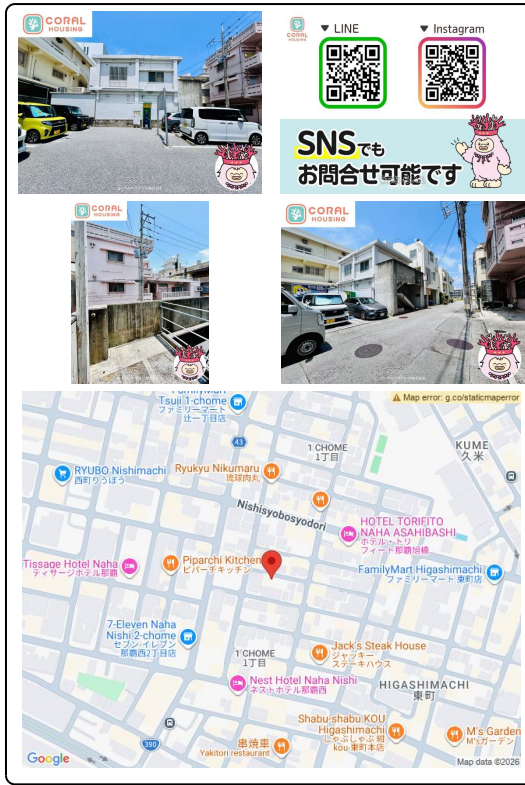 CORAL
HOUSING
CORAL
HOUSING
▼ LINE
▼ Instagram
SNSでも
お問合せ可能です
CORAL
HOUSING
CORAL
HOUSING
Map error: g.co/staticmaperror
FamilyMart
Tsuji 1-chome
ファミリーマート
辻一丁目店
43
1 CHOME
1丁目
KUME
久米
RYUBO Nishimachi
西町りうぼう
Ryukyu Nikumaru
琉球肉丸
Nishisyobosyodori
HOTEL TORIFITO
NAHA ASAHIBASHI
ホテル・トリ
フィート那覇旭橋
Tissage Hotel Naha
ティサージホテル那覇
Piparchi Kitchen
ピパーチキッチン
FamilyMart Higashimachi
ファミリーマート 東町店
7-Eleven Naha
Nishi 2-chome
セブン-イレブン
那覇西2丁目店
1 CHOME
1丁目
Jack's Steak House
ジャッキー
ステーキハウス
Nest Hotel Naha Nishi
ネストホテル那覇西
HIGASHIMACHI
東町
Shabu-shabu KOU
Higashimachi
しゃぶしゃぶ 紺
kou 東町本店
M's Garden
M'sガーデン
390
串焼車
Yakitori restaurant
Google
Map data ©2026